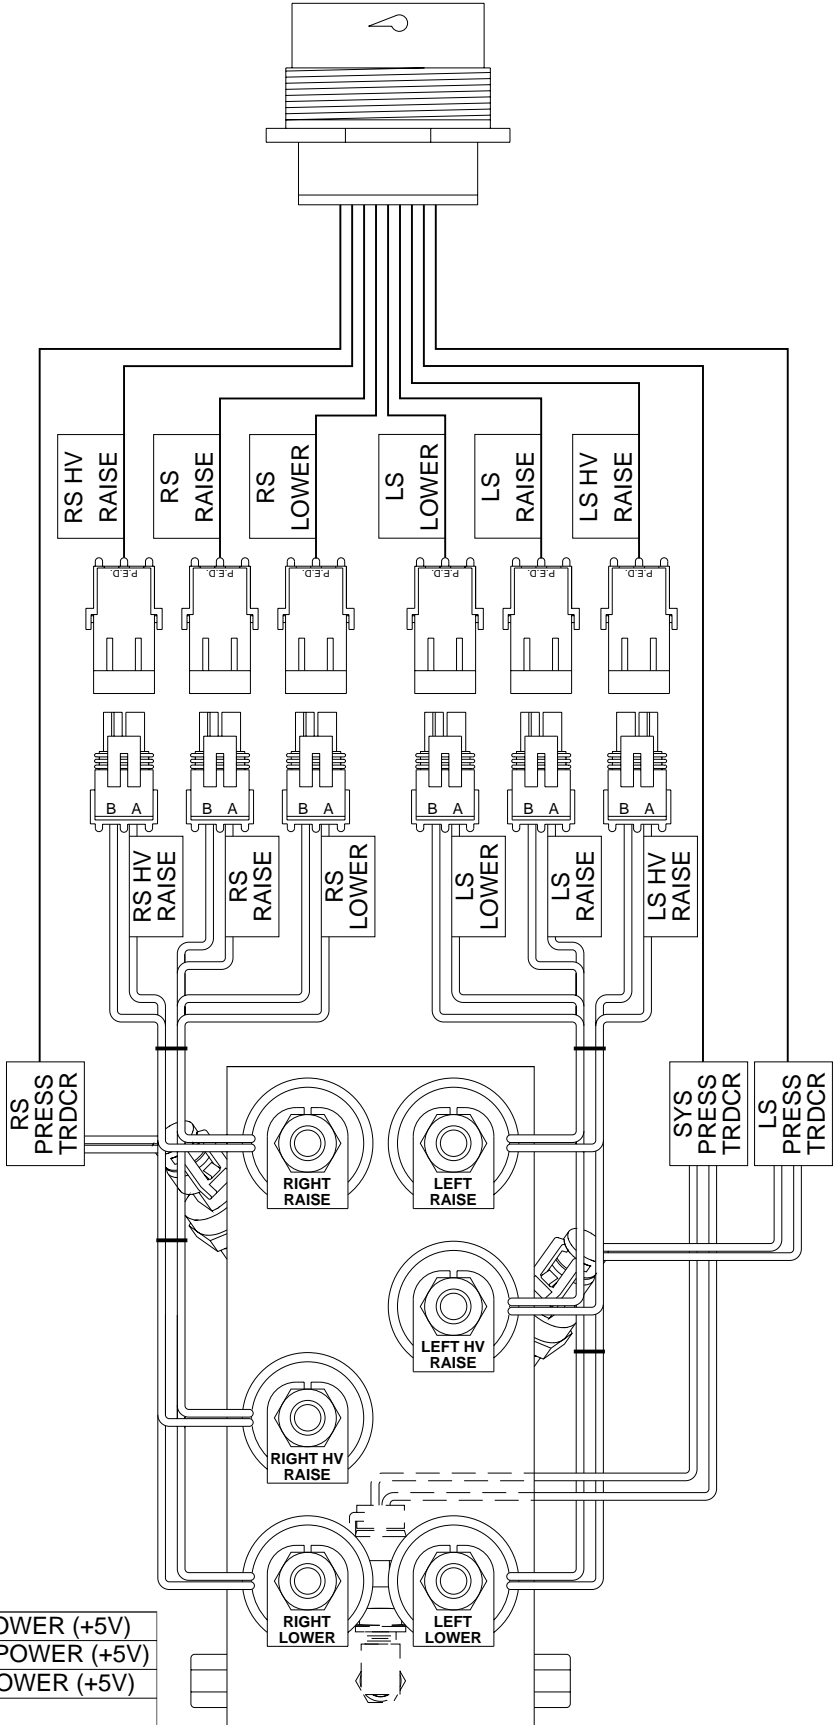 RS HV
RAISE
RS
RAISE
RS
LOWER
LS
LOWER
LS
RAISE
LS HV
RAISE
P.E.D.
P.E.D.
P.E.D.
P.E.D.
P.E.D.
P.E.D.
B A
B A
B A
B A
B A
B A
RS HV
RAISE
RS
RAISE
RS
LOWER
LS
LOWER
LS
RAISE
LS HV
RAISE
RS
PRESS
TRDCR
SYS
PRESS
TRDCR
LS
PRESS
TRDCR
RIGHT
RAISE
LEFT
RAISE
LEFT HV
RAISE
RIGHT HV
RAISE
RIGHT
LOWER
LEFT
LOWER
OWER (+5V)
POWER (+5V)
OWER (+5V)